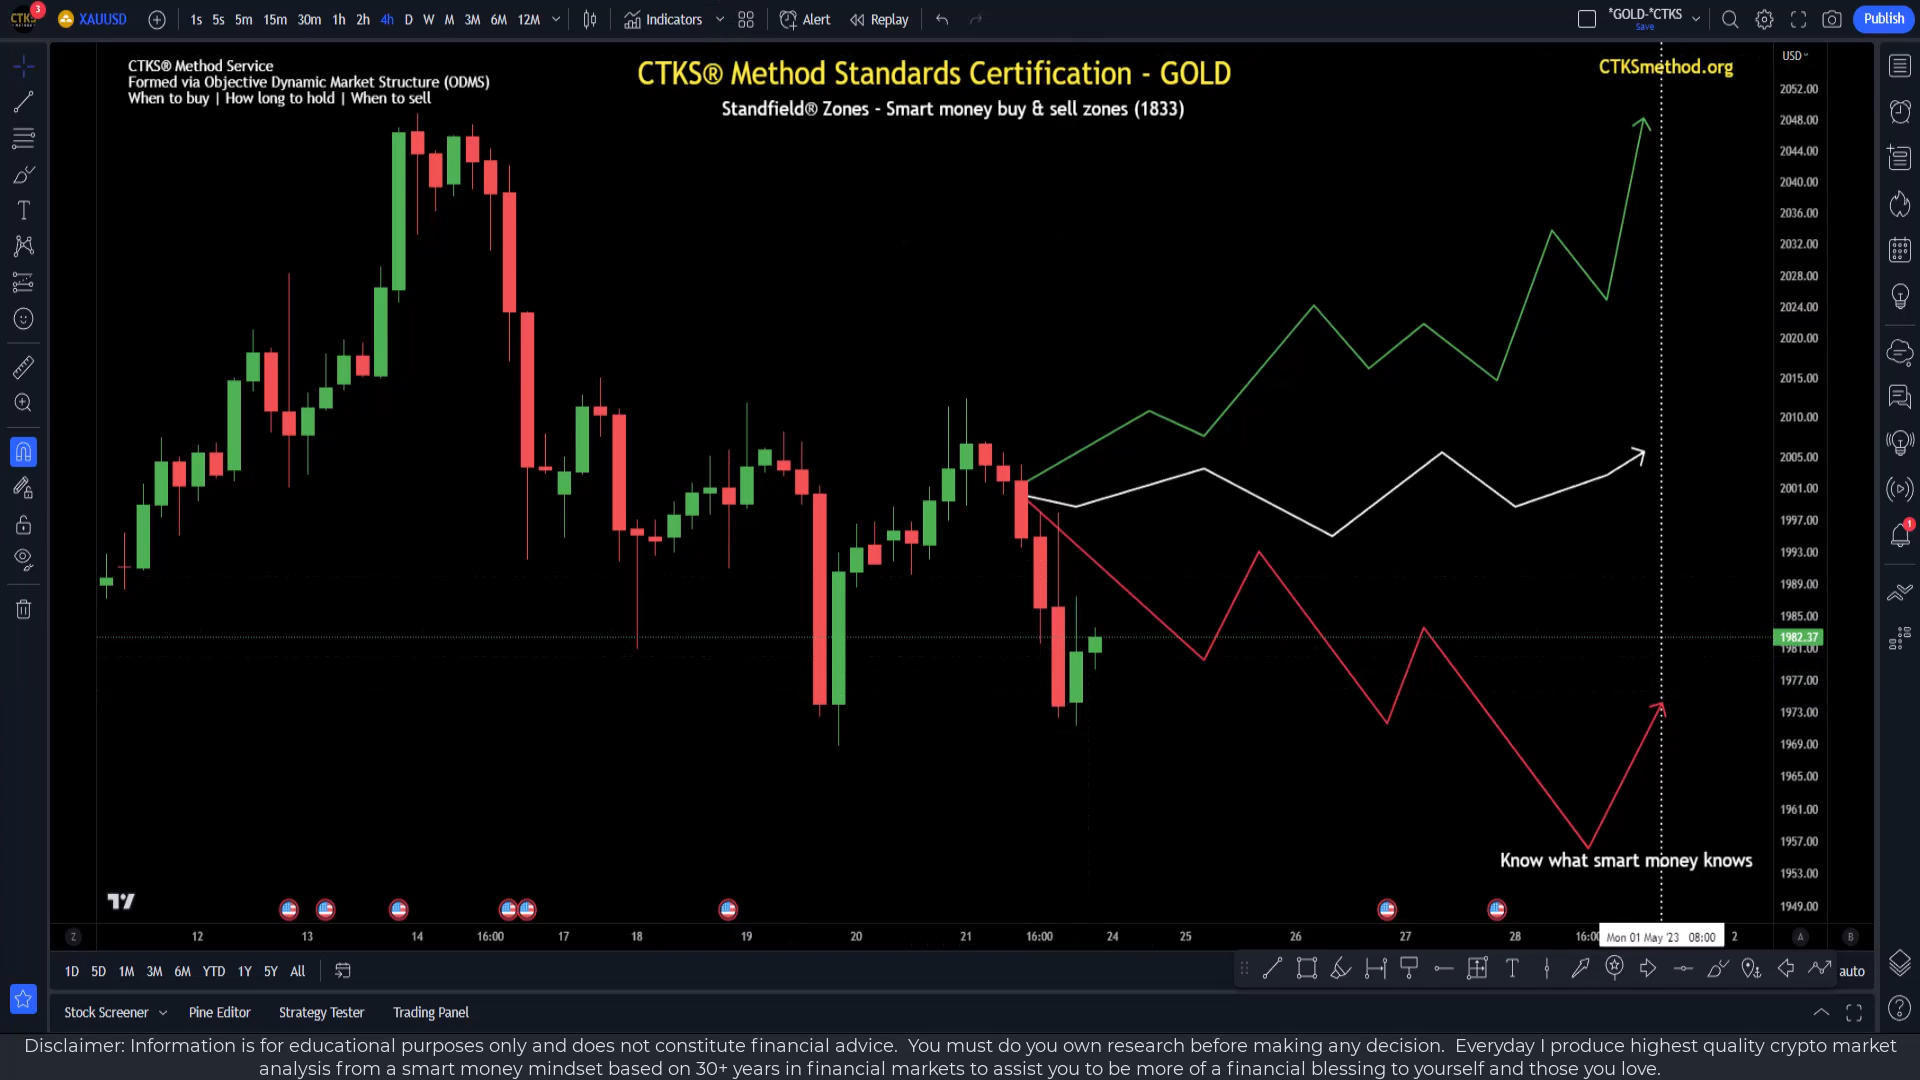 CTKS
3
XAUUSD
1s 5s 5m 15m 30m 1h 2h 4h D W M 3M 6M 12M
Indicators
Alert
Replay
*GOLD-*CTKS
Save
Publish
CTKS® Method Service
Formed via Objective Dynamic Market Structure (ODMS)
When to buy | How long to hold | When to sell
CTKS® Method Standards Certification - GOLD
Standfield® Zones - Smart money buy & sell zones (1833)
CTKSmethod.org
USD
2052.00
2048.00
2044.00
2040.00
2036.00
2032.00
2028.00
2024.00
2020.00
2015.00
2010.00
2005.00
2001.00
1997.00
1993.00
1989.00
1985.00
1982.37
1981.00
1977.00
1973.00
1969.00
1965.00
1961.00
1957.00
1953.00
1949.00
1
Know what smart money knows
Z 12 13 14 16:00 17 18 19 20 21 16:00 24 25 26 27 28 16:00 Mon 01 May '23 08:00 2 A B
1D 5D 1M 3M 6M YTD 1Y 5Y All
auto
Stock Screener Pine Editor Strategy Tester Trading Panel
Disclaimer: Information is for educational purposes only and does not constitute financial advice. You must do you own research before making any decision. Everyday I produce highest quality crypto market
analysis from a smart money mindset based on 30+ years in financial markets to assist you to be more of a financial blessing to yourself and those you love.